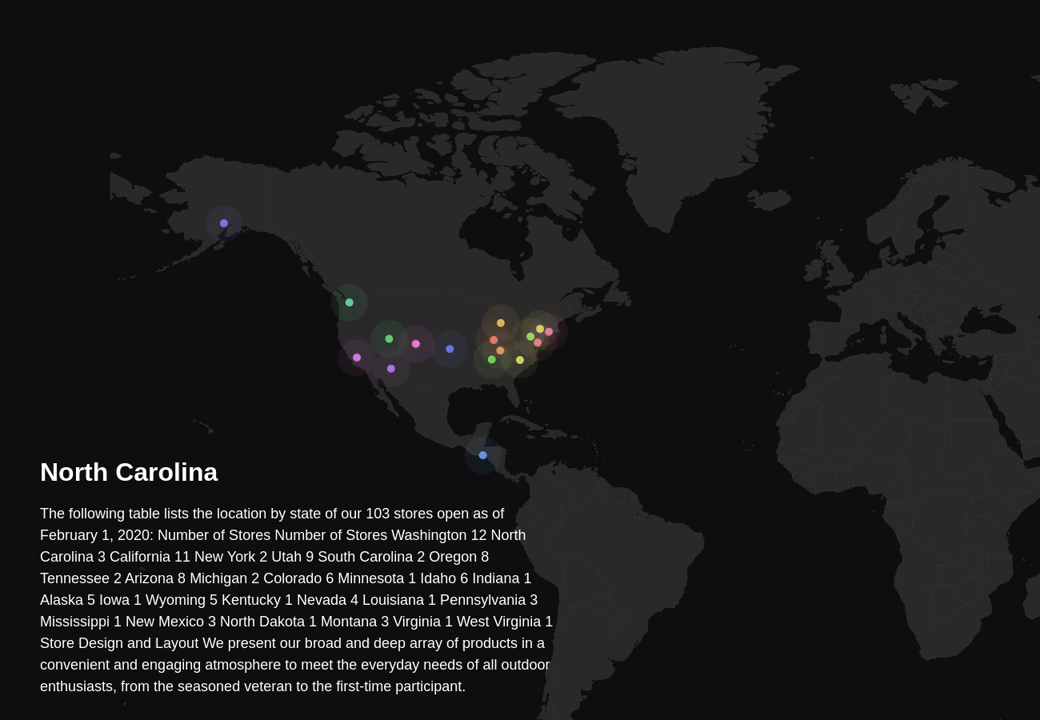 North Carolina
The following table lists the location by state of our 103 stores open as of
February 1, 2020: Number of Stores Number of Stores Washington 12 North
Carolina 3 California 11 New York 2 Utah 9 South Carolina 2 Oregon 8
Tennessee 2 Arizona 8 Michigan 2 Colorado 6 Minnesota 1 Idaho 6 Indiana 1
Alaska 5 Iowa 1 Wyoming 5 Kentucky 1 Nevada 4 Louisiana 1 Pennsylvania 3
Mississippi 1 New Mexico 3 North Dakota 1 Montana 3 Virginia 1 West Virginia 1
Store Design and Layout We present our broad and deep array of products in a
convenient and engaging atmosphere to meet the everyday needs of all outdoor
enthusiasts, from the seasoned veteran to the first-time participant.